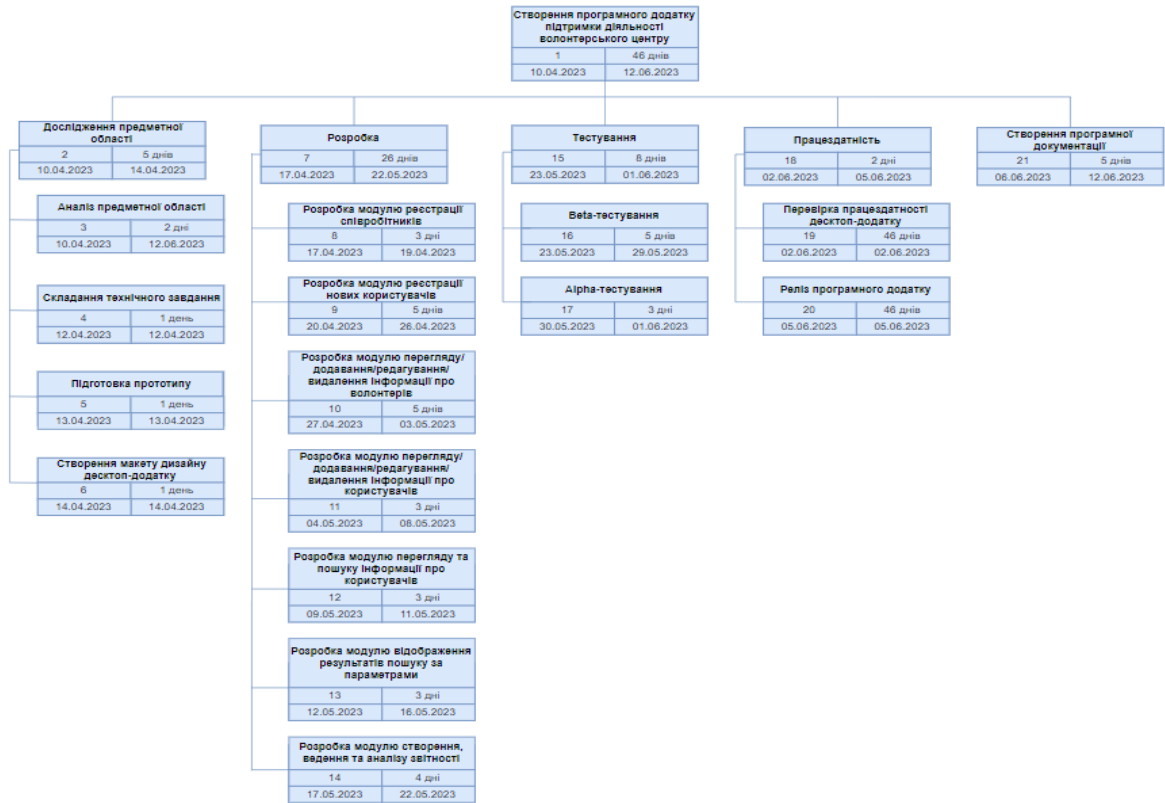 Створення програмного додатку
підтримки діяльності
волонтерського центру
1 46 днів
10.04.2023 12.06.2023
Дослідження предметної
області
2 5 днів
10.04.2023 14.04.2023
Аналіз предметної області
3 2 дні
10.04.2023 12.06.2023
Складання технічного завдання
4 1 день
12.04.2023 12.04.2023
Підготовка прототипу
5 1 день
13.04.2023 13.04.2023
Створення макету дизайну
десктоп-додатку
6 1 день
14.04.2023 14.04.2023
Розробка
7 26 днів
17.04.2023 22.05.2023
Розробка модулю реєстрації
співробітників
8 3 дні
17.04.2023 19.04.2023
Розробка модулю реєстрації
нових користувачів
9 5 днів
20.04.2023 26.04.2023
Розробка модулю перегляду/
додавання/редагування/
видалення інформації про
волонтерів
10 5 днів
27.04.2023 03.05.2023
Розробка модулю перегляду/
додавання/редагування/
видалення інформації про
користувачів
11 3 дні
04.05.2023 08.05.2023
Розробка модулю перегляду та
пошуку інформації про
користувачів
12 3 дні
09.05.2023 11.05.2023
Розробка модулю відображення
результатів пошуку за
параметрами
13 3 дні
12.05.2023 16.05.2023
Розробка модулю створення,
ведення та аналізу звітності
14 4 дні
17.05.2023 22.05.2023
Тестування
15 8 днів
23.05.2023 01.06.2023
Beta-тестування
16 5 днів
23.05.2023 29.05.2023
Alpha-тестування
17 3 дні
30.05.2023 01.06.2023
Працездатність
18 2 дні
02.06.2023 05.06.2023
Перевірка працездатності
десктоп-додатку
19 46 днів
02.06.2023 02.06.2023
Реліз програмного додатку
20 46 днів
05.06.2023 05.06.2023
Створення програмної
документації
21 5 днів
06.06.2023 12.06.2023